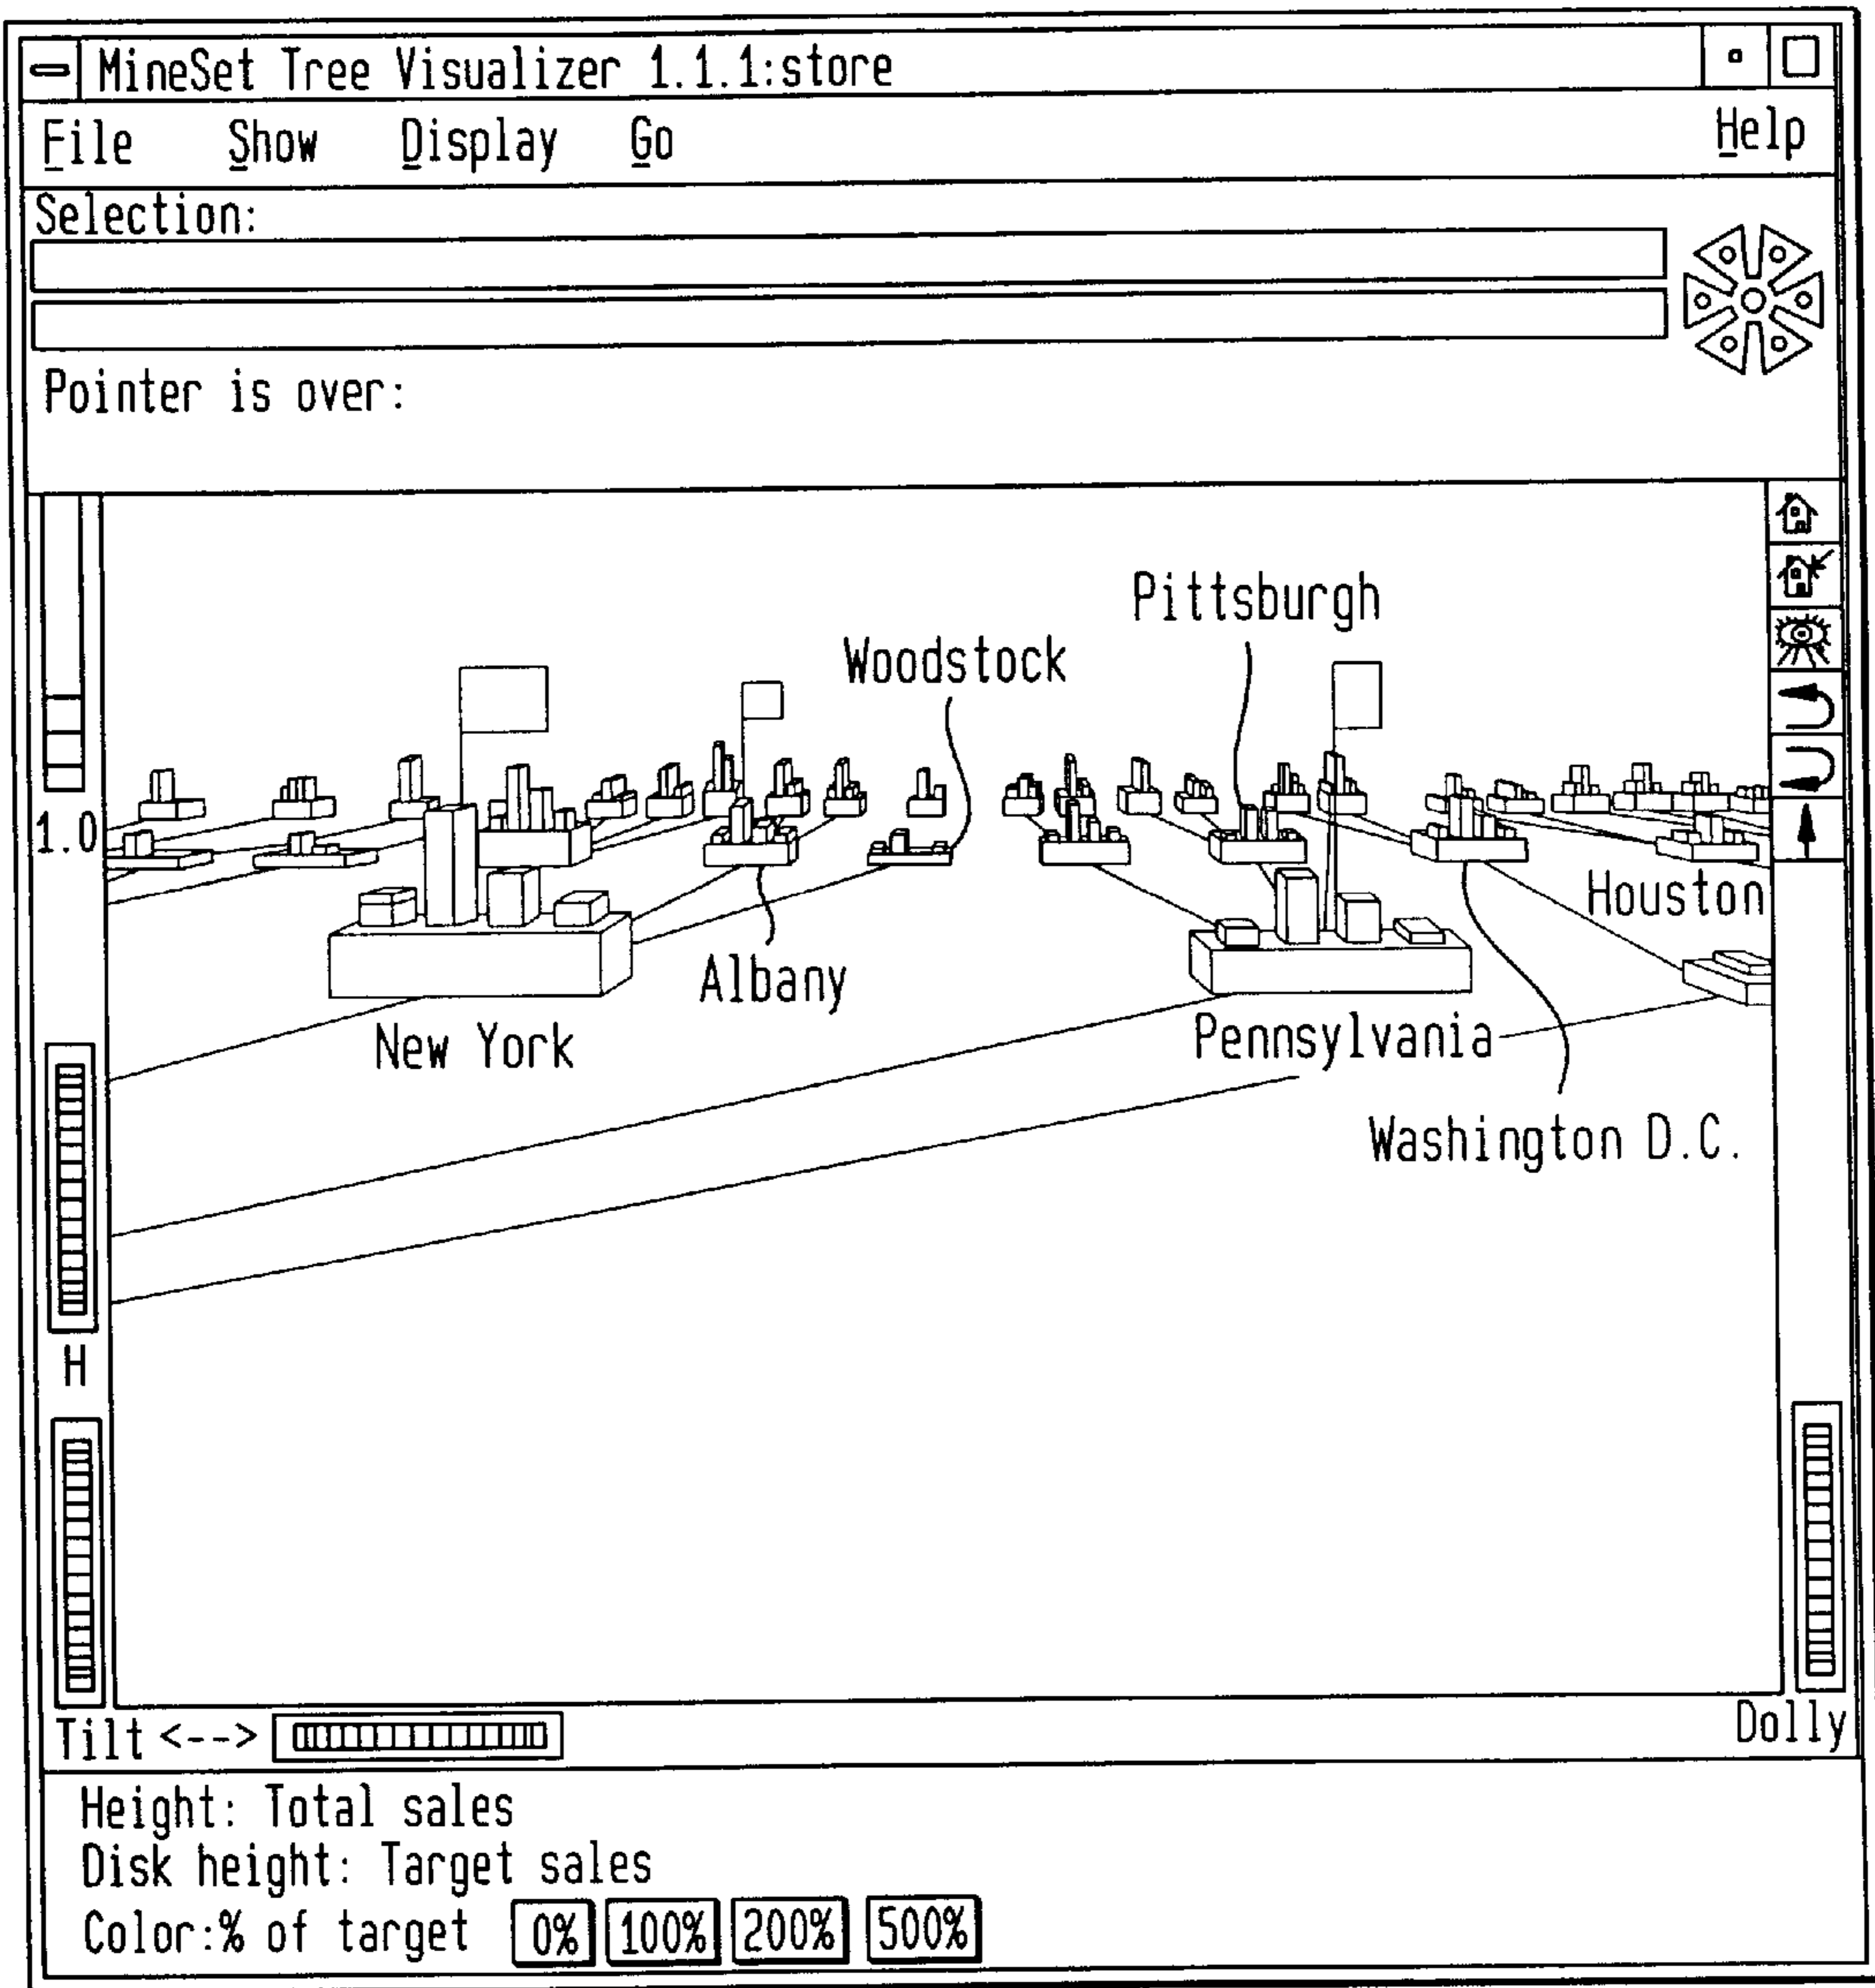 MineSet Tree Visualizer 1.1.1:store
File Show Display Go Help
Selection:
Pointer is over:
Pittsburgh
Woodstock
1.0
Houston
Albany
New York
Pennsylvania
Washington D.C.
H
Tilt <--> Dolly
Height: Total sales
Disk height: Target sales
Color:% of target 0% 100% 200% 500%